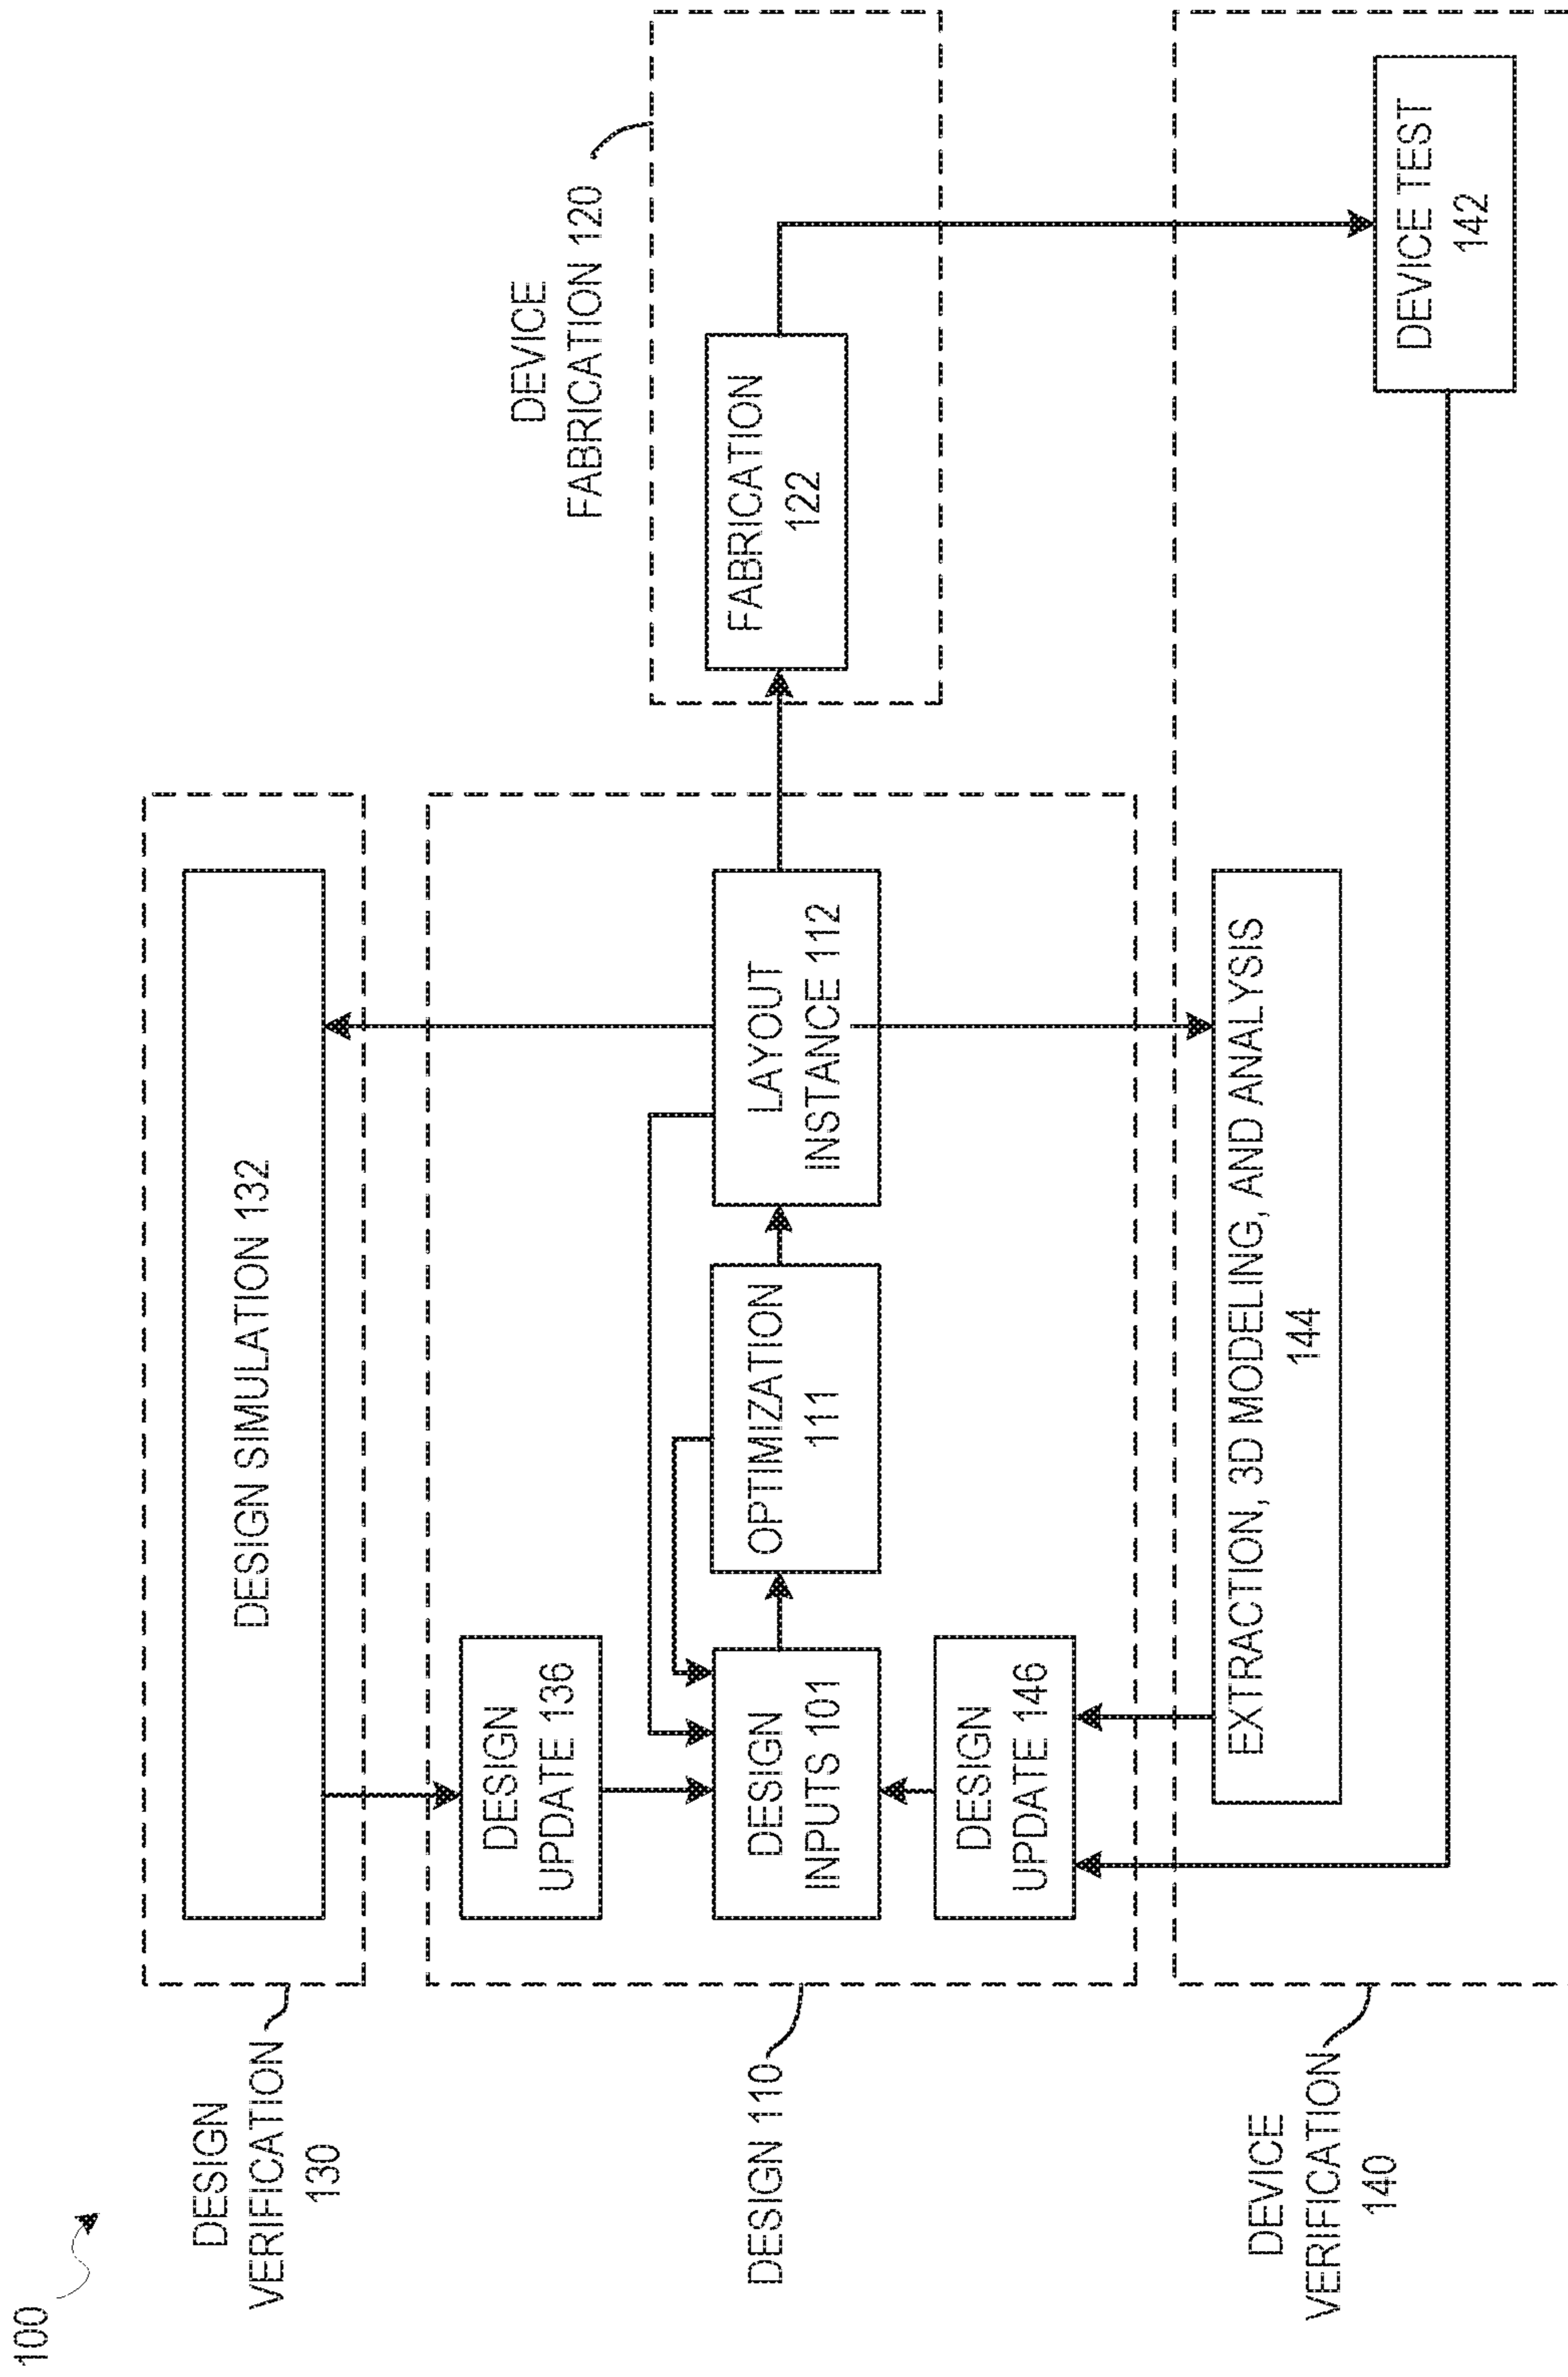 100
DESIGN
VERIFICATION
130
DESIGN SIMULATION 132
DESIGN 110
DESIGN
UPDATE 136
DESIGN
INPUTS 101
DESIGN
UPDATE 146
OPTIMIZATION
111
LAYOUT
INSTANCE 112
DEVICE
FABRICATION 120
FABRICATION
122
DEVICE
VERIFICATION
140
EXTRACTION, 3D MODELING, AND ANALYSIS
144
DEVICE TEST
142